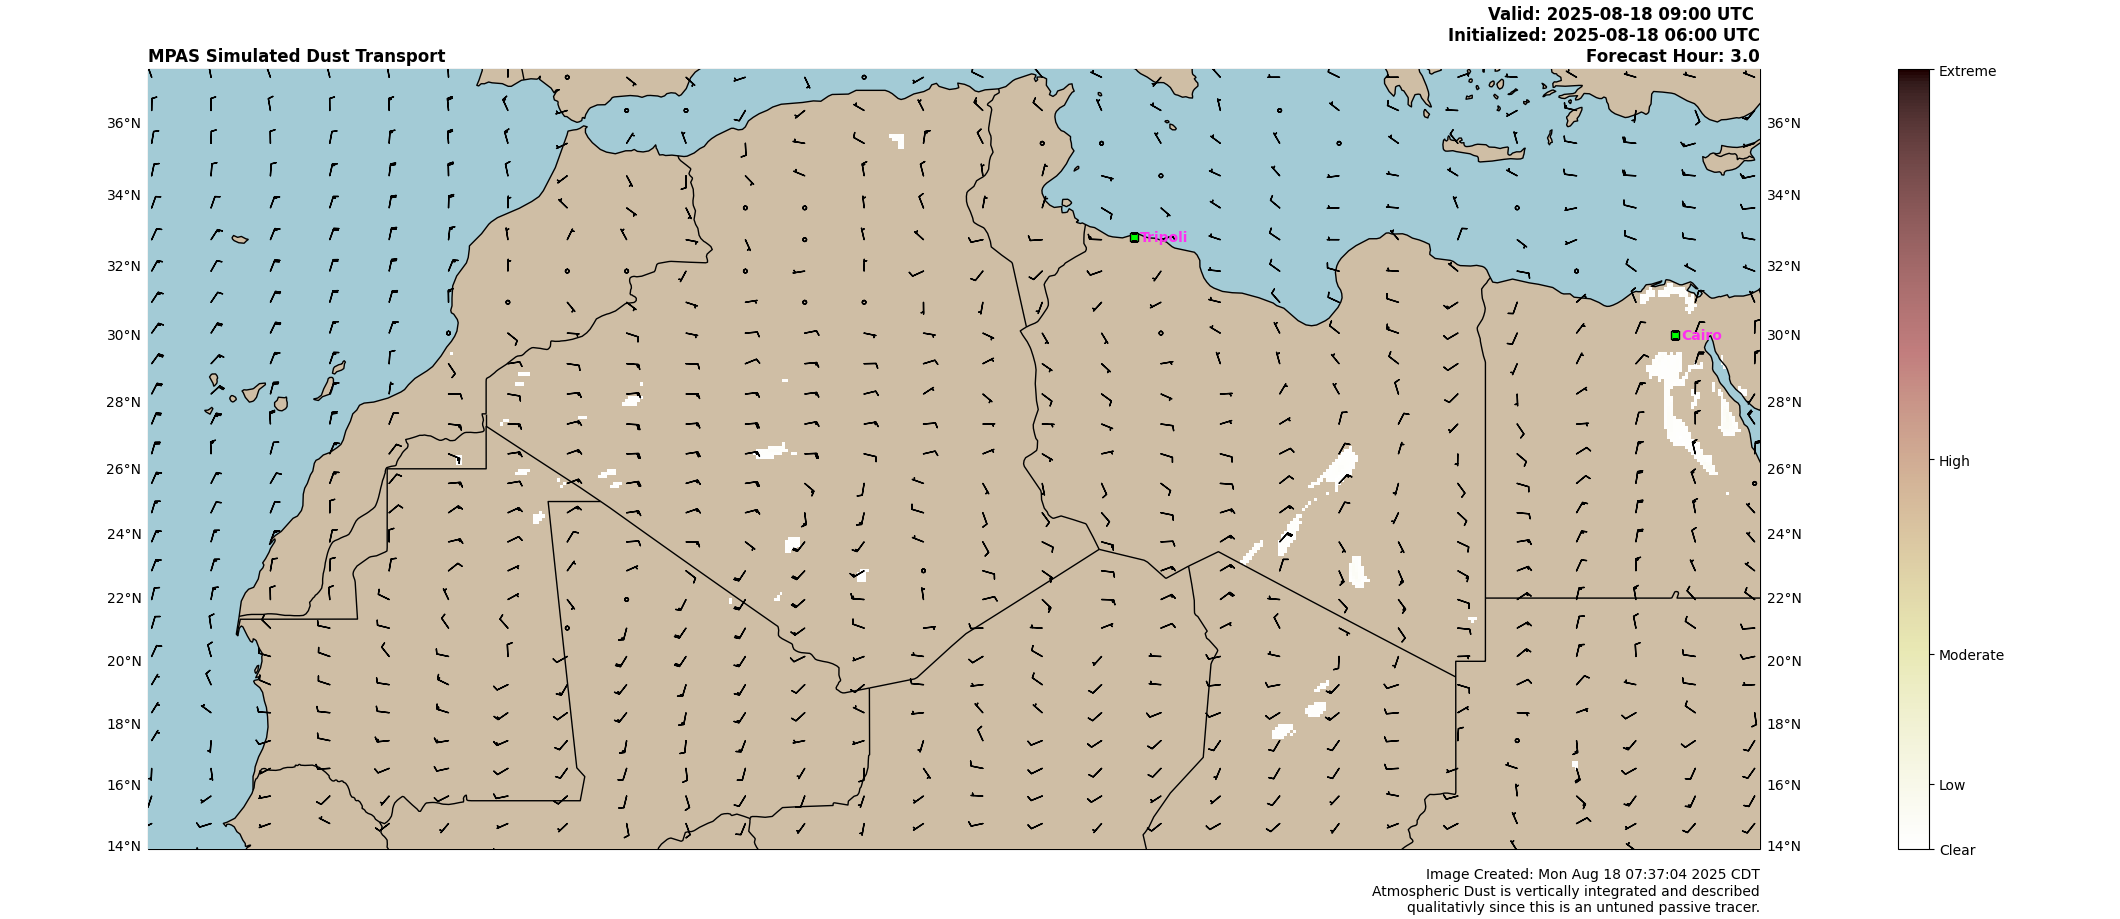 Valid: 2025-08-18 09:00 UTC
Initialized: 2025-08-18 06:00 UTC
MPAS Simulated Dust Transport
Forecast Hour: 3.0
Extreme
36°N
36°N
34°N
34°N
Tripoli
32°N
32°N
30°N
Cairo
30°N
28°N
28°N
26°N
26°N
High
24°N
24°N
22°N
22°N
20°N
20°N
Moderate
18°N
18°N
16°N
16°N
Low
14°N
14°N
Clear
Image Created: Mon Aug 18 07:37:04 2025 CDT
Atmospheric Dust is vertically integrated and described
qualitativly since this is an untuned passive tracer.